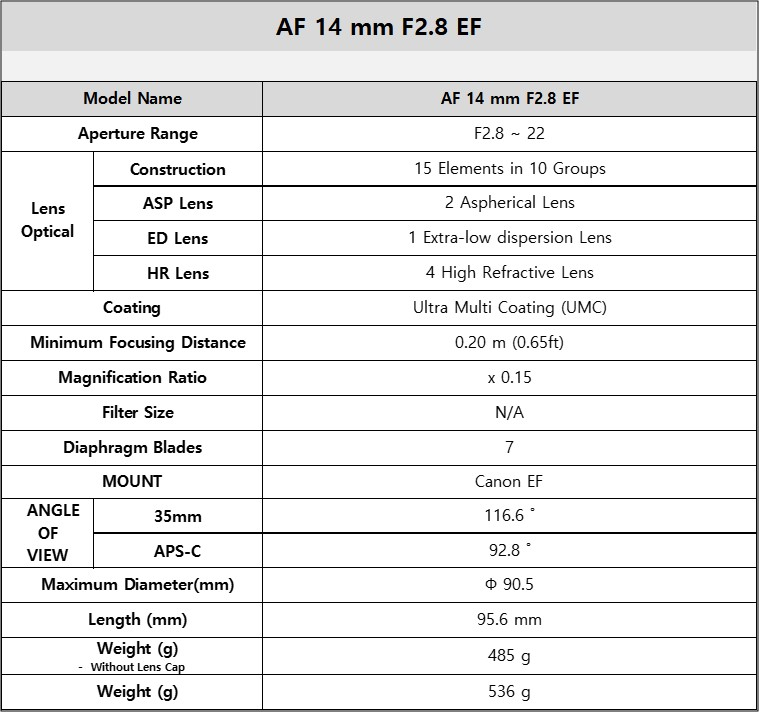 AF 14 mm F2.8 EF
Model Name AF 14 mm F2.8 EF
Aperture Range F2.8 ~ 22
Lens Optical
Construction 15 Elements in 10 Groups
ASP Lens 2 Aspherical Lens
ED Lens 1 Extra-low dispersion Lens
HR Lens 4 High Refractive Lens
Coating Ultra Multi Coating (UMC)
Minimum Focusing Distance 0.20 m (0.65ft)
Magnification Ratio x 0.15
Filter Size N/A
Diaphragm Blades 7
MOUNT Canon EF
ANGLE OF VIEW
35mm 116.6 ˚
APS-C 92.8 ˚
Maximum Diameter(mm) Φ 90.5
Length (mm) 95.6 mm
Weight (g)
- Without Lens Cap 485 g
Weight (g) 536 g